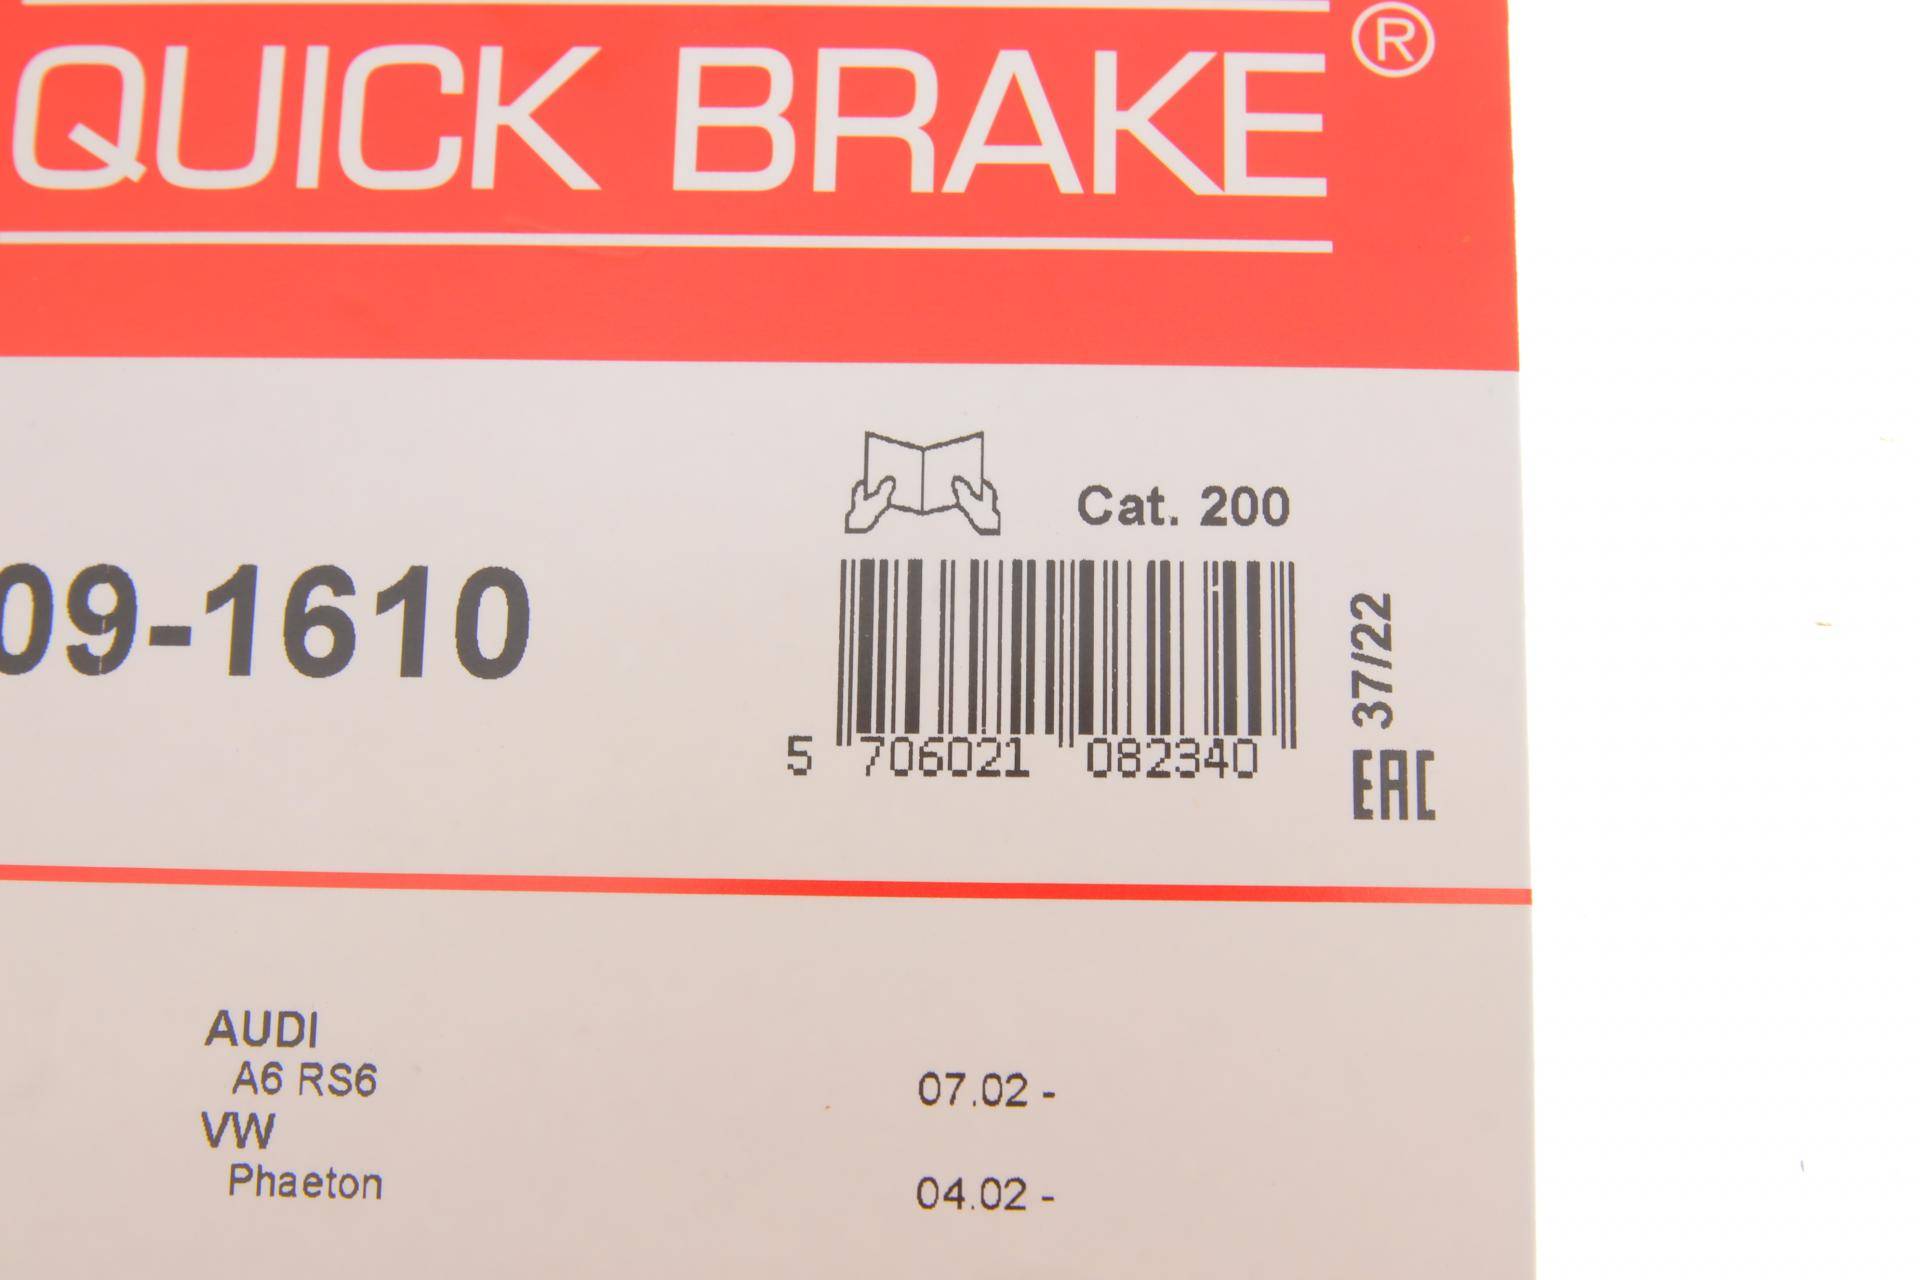 QUICK BRAKE®
Cat. 200
09-1610
5 706021 082340
37/22
EAC
AUDI
A6 RS6 07.02 -
VW
Phaeton 04.02 -